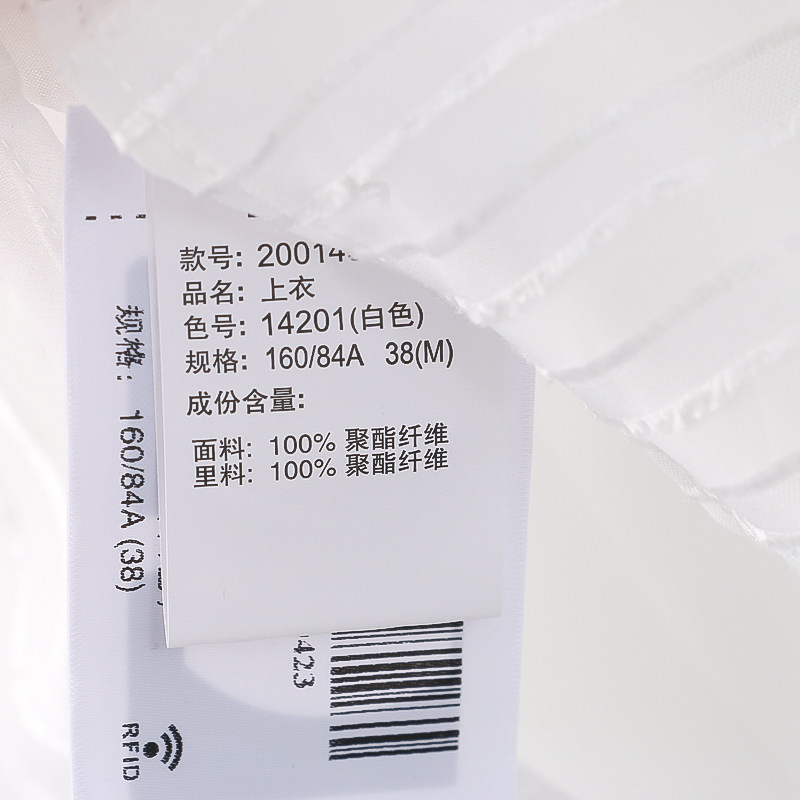 款号: 20014
品名: 上衣
色号: 14201(白色)
规格: 160/84A 38(M)
成份含量:
面料: 100% 聚酯纤维
里料: 100% 聚酯纤维
规格: 160/84A (38)
423
RFID